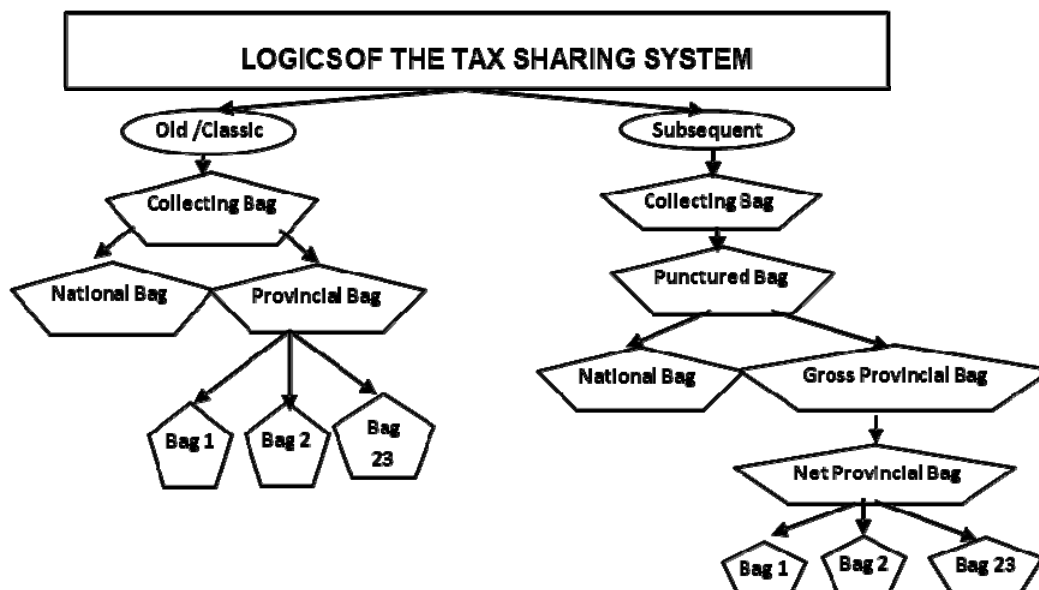 LOGICSOF THE TAX SHARING SYSTEM
Old /Classic
Collecting Bag
National Bag
Provincial Bag
Bag 1
Bag 2
Bag
23
Subsequent
Collecting Bag
Punctured Bag
National Bag
Gross Provincial Bag
Net Provincial Bag
Bag 1
Bag 2
Bag 23